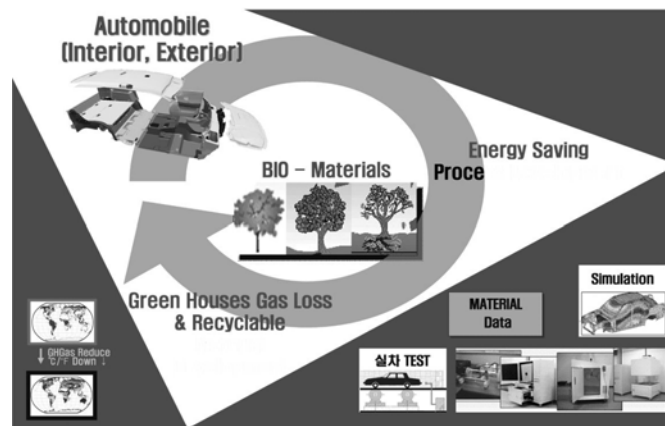 Automobile
(Interior, Exterior)
Energy Saving
Proce
BIO - Materials
Green Houses Gas Loss
& Recyclable
Simulation
MATERIAL
Data
실차 TEST
↓ GHGas Reduce
℃/℉ Down ↓